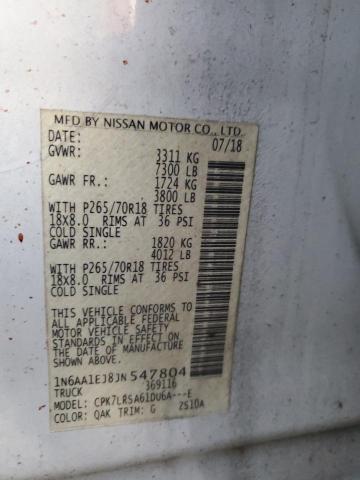 MFD BY NISSAN MOTOR CO., LTD.
DATE: 07/18
GVWR: 3311 KG
7300 LB
GAWR FR.: 1724 KG
3800 LB
WITH P265/70R18 TIRES
18X8.0 RIMS AT 36 PSI
COLD SINGLE
GAWR RR.: 1820 KG
4012 LB
WITH P265/70R18 TIRES
18X8.0 RIMS AT 36 PSI
COLD SINGLE
THIS VEHICLE CONFORMS TO ALL
APPLICABLE FEDERAL
MOTOR VEHICLE SAFETY
STANDARDS IN EFFECT ON THE
DATE OF MANUFACTURE
SHOWN ABOVE.
1N6AA1EJ8JN547804
TRUCK 369116
MODEL: CPK7LRSA61DU6A---E
COLOR: QAK TRIM: G 2S10A